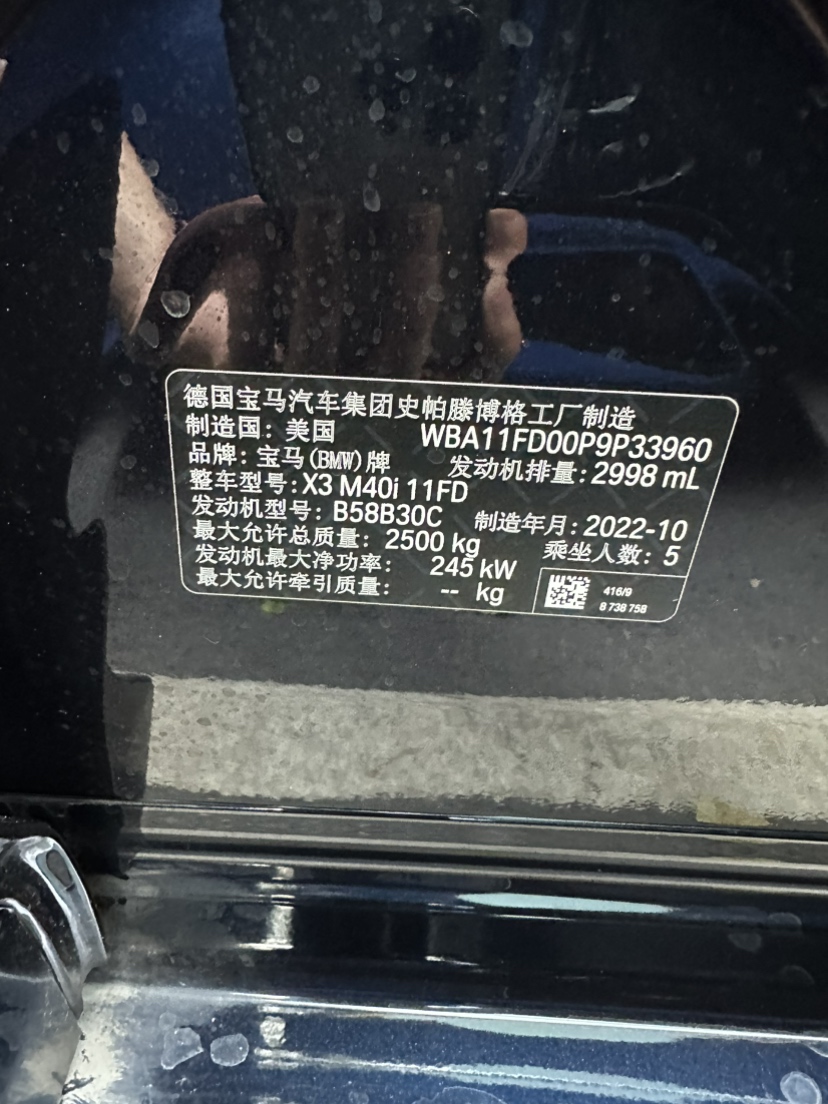 德国宝马汽车集团史帕滕博格工厂制造
制造国：美国 WBA11FD00P9P33960
品牌：宝马(BMW)牌 发动机排量：2998 mL
整车型号：X3 M40i 11FD
发动机型号：B58B30C 制造年月：2022-10
最大允许总质量：2500 kg 乘坐人数：5
发动机最大净功率：245 kW
最大允许牵引质量：-- kg
416/9
8 738 758